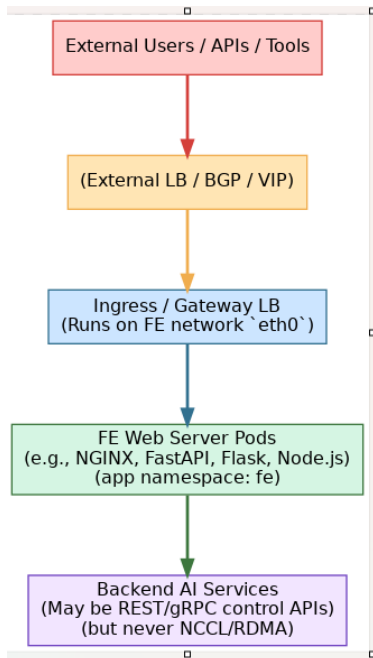 External Users / APIs / Tools
(External LB / BGP / VIP)
Ingress / Gateway LB
(Runs on FE network `eth0`)
FE Web Server Pods
(e.g., NGINX, FastAPI, Flask, Node.js)
(app namespace: fe)
Backend AI Services
(May be REST/gRPC control APIs)
(but never NCCL/RDMA)